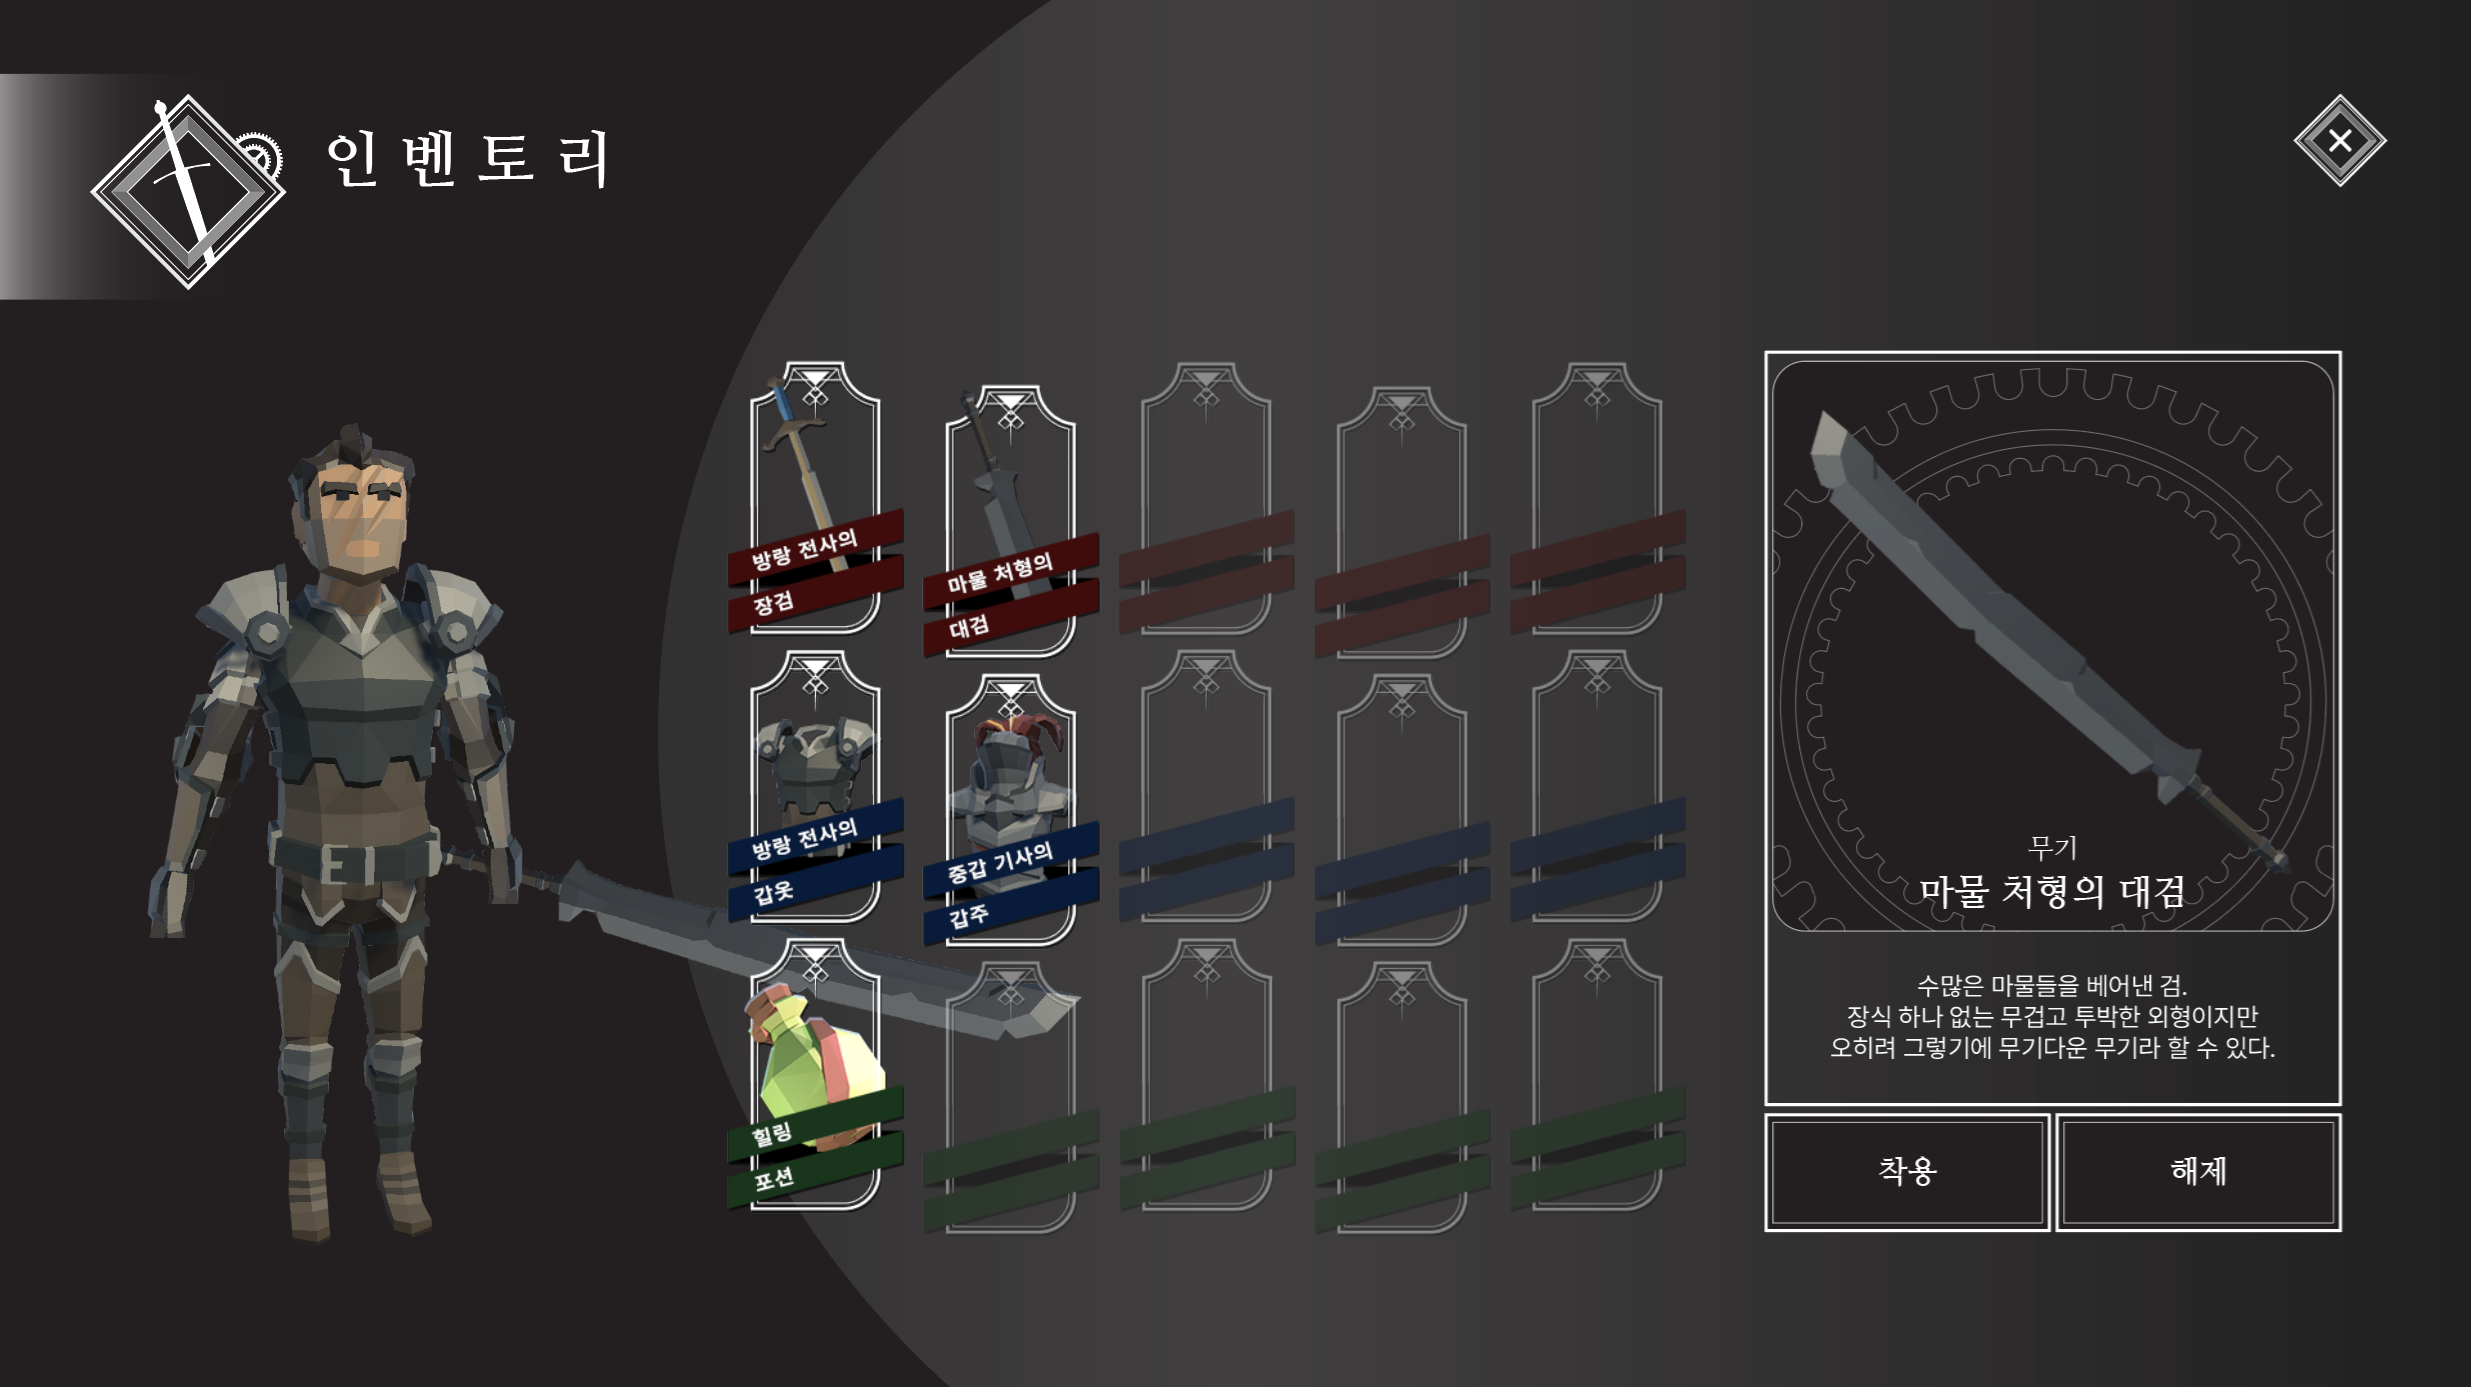 인벤토리
방랑 전사의
장검
마물 처형의
대검
방랑 전사의
갑옷
중갑 기사의
갑주
힐링
포션
무기
마물 처형의 대검
수많은 마물들을 베어낸 검.
장식 하나 없는 무겁고 투박한 외형이지만
오히려 그렇기에 무기다운 무기라 할 수 있다.
착용
해제